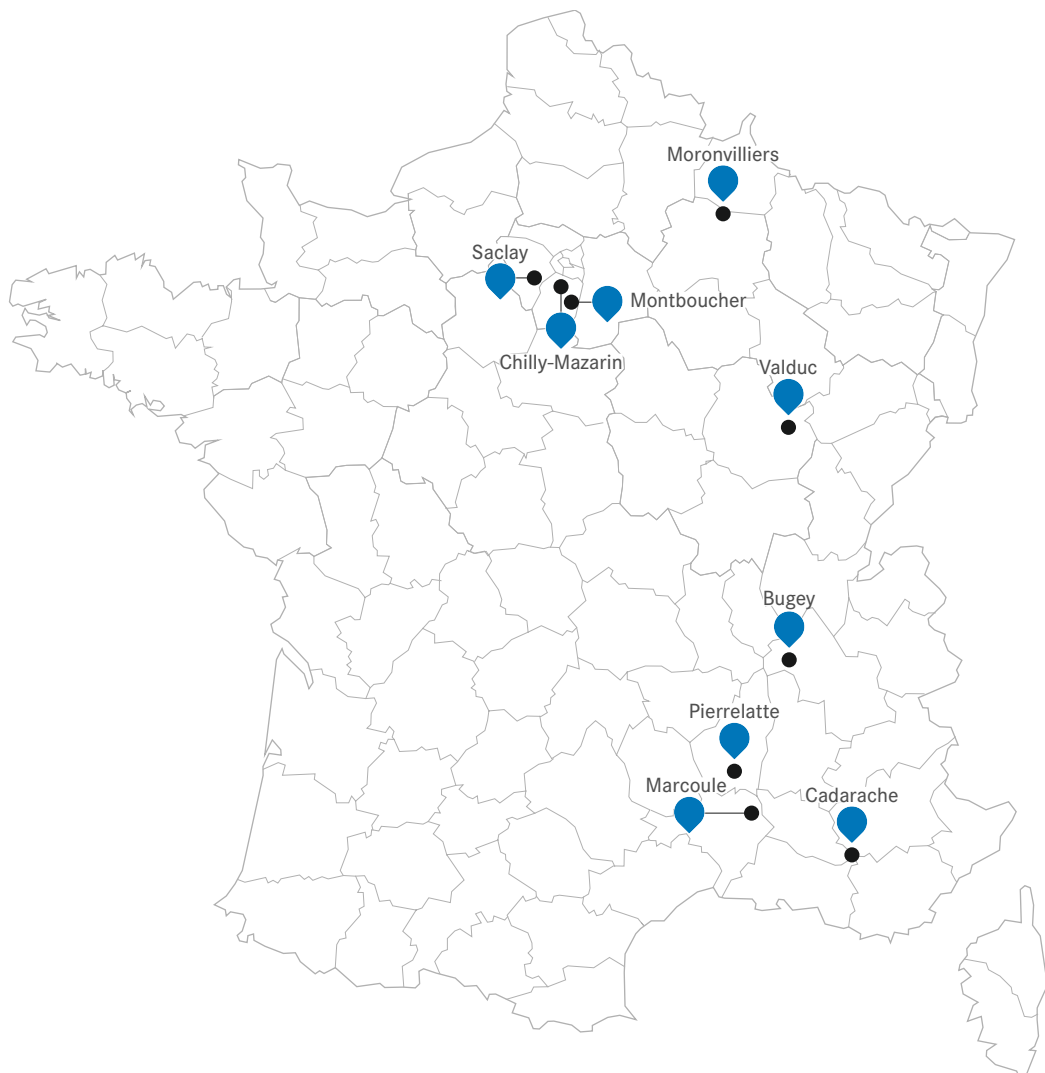 Moronvilliers
Saclay
Montboucher
Chilly-Mazarin
Valduc
Bugey
Pierrelatte
Marcoule
Cadarache